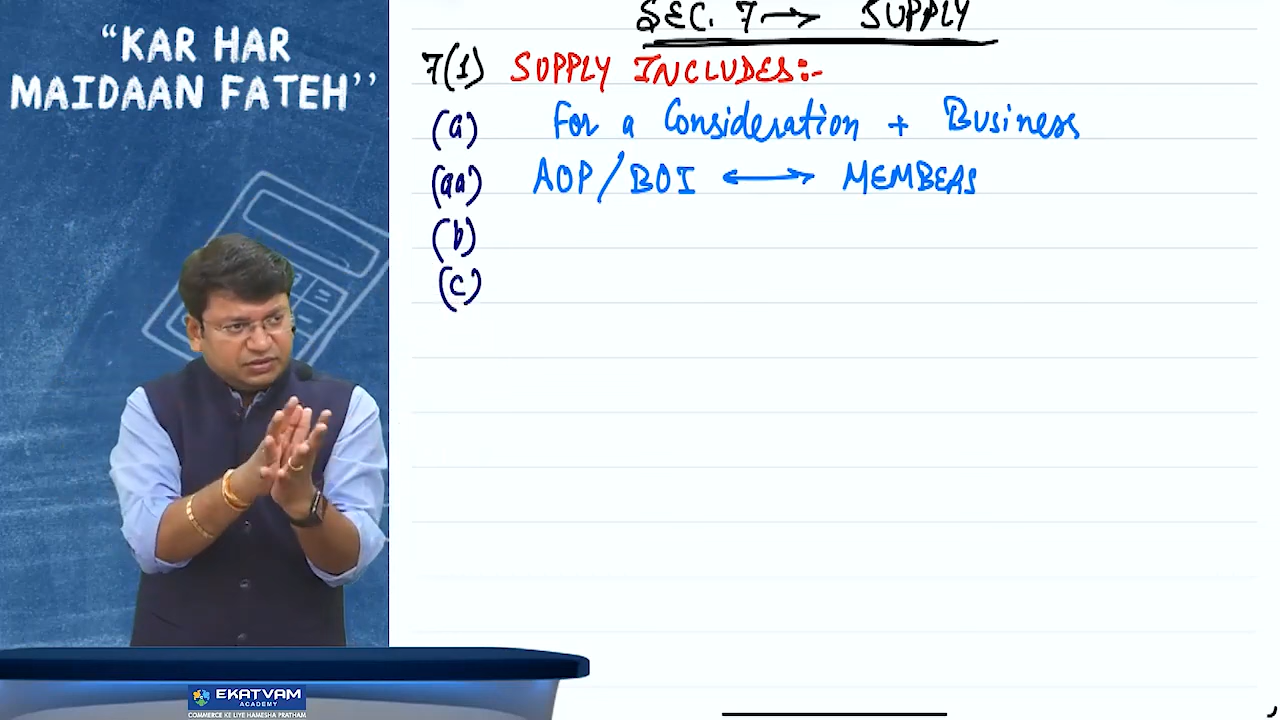 “KAR HAR
MAIDAAN FATEH’’
SEC. 7 → SUPPLY
7(1) SUPPLY INCLUDES:-
(a) For a Consideration + Business
(aa) AOP/BOI ↔ MEMBERS
(b)
(c)
EKATVAM
ACADEMY
COMMERCE KE LIYE HAMESHA PRATHAM